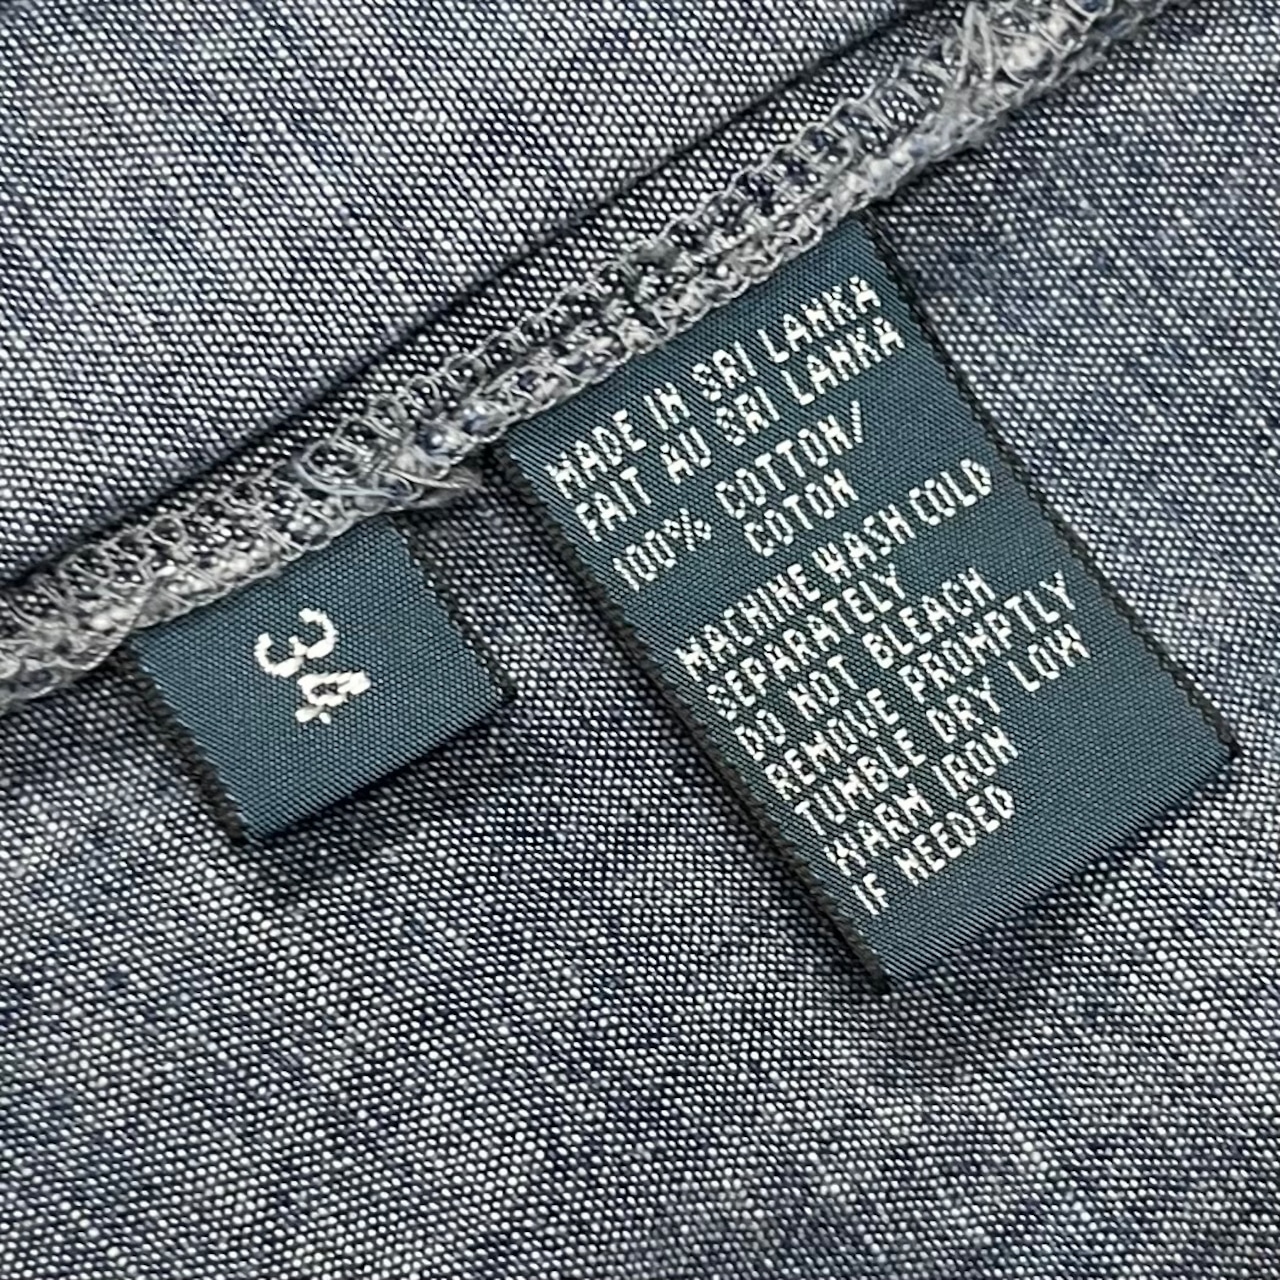 34
MADE IN SRI LANKA
FAIT AU SRI LANKA
100% COTTON/
COTON
MACHINE WASH COLD
SEPARATELY
DO NOT BLEACH
REMOVE PROMPTLY
TUMBLE DRY LOW
WARM IRON
IF NEEDED